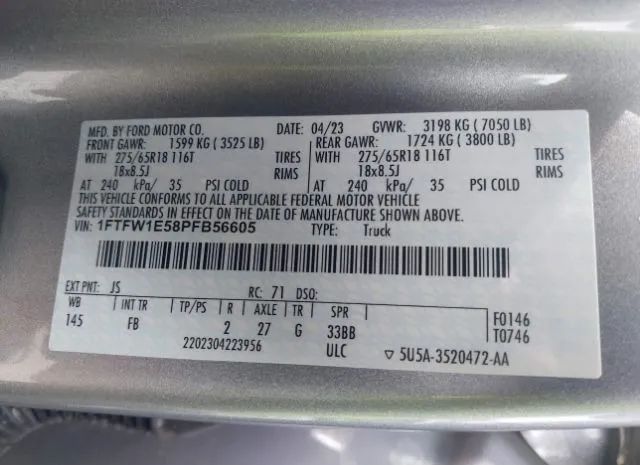 MFD. BY FORD MOTOR CO. DATE: 04/23 GVWR: 3198 KG ( 7050 LB)
FRONT GAWR: 1599 KG ( 3525 LB) REAR GAWR: 1724 KG ( 3800 LB)
WITH 275/65R18 116T TIRES WITH 275/65R18 116T TIRES
18x8.5J RIMS 18x8.5J RIMS
AT 240 kPa/ 35 PSI COLD AT 240 kPa/ 35 PSI COLD
THIS VEHICLE CONFORMS TO ALL APPLICABLE FEDERAL MOTOR VEHICLE
SAFETY STANDARDS IN EFFECT ON THE DATE OF MANUFACTURE SHOWN ABOVE.
VIN: 1FTFW1E58PFB56605 TYPE: Truck
EXT PNT: JS RC: 71 DSO:
WB INT TR TP/PS R AXLE TR SPR F0146
145 FB 2 27 G 33BB T0746
2202304223956 ULC ▽ 5U5A-3520472-AA